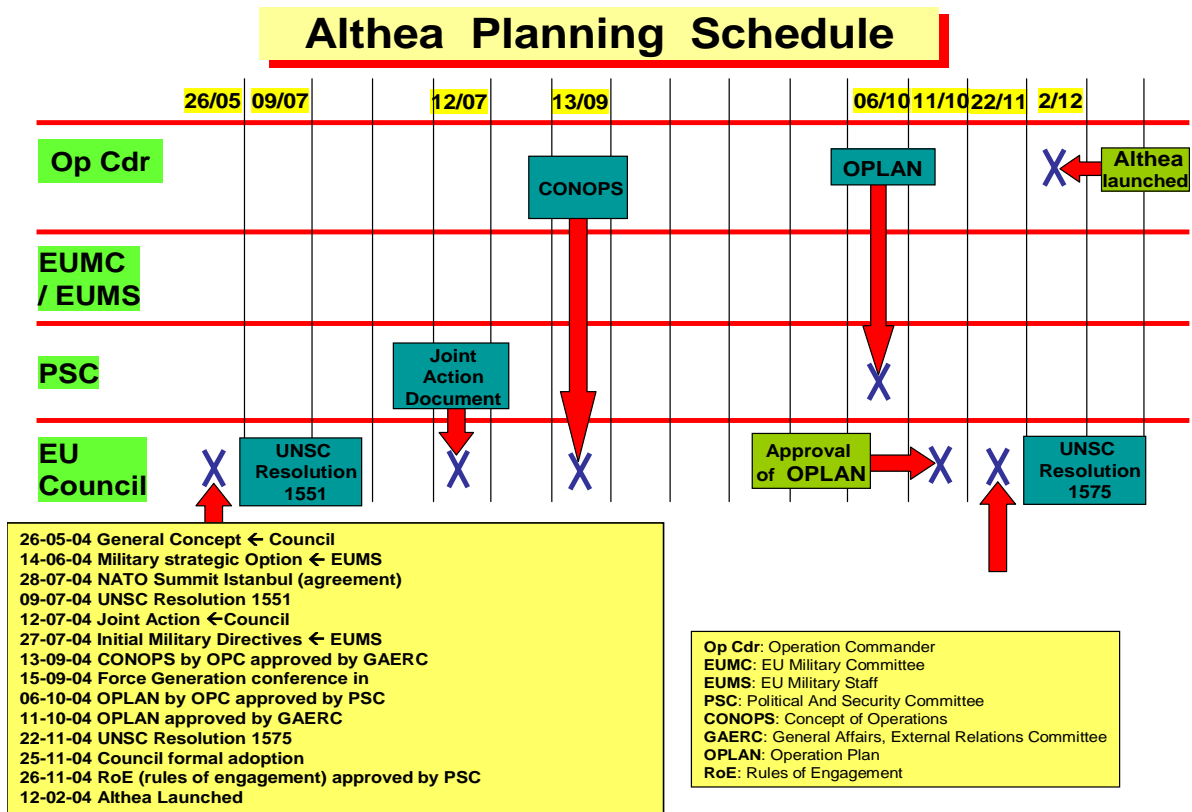 Althea Planning Schedule
26/05 09/07 12/07 13/09 06/10 11/10 22/11 2/12
Op Cdr
CONOPS
OPLAN
Althea
launched
EUMC
/ EUMS
PSC
Joint
Action
Document
EU
Council
UNSC
Resolution
1551
Approval
of OPLAN
UNSC
Resolution
1575
26-05-04 General Concept ← Council
14-06-04 Military strategic Option ← EUMS
28-07-04 NATO Summit Istanbul (agreement)
09-07-04 UNSC Resolution 1551
12-07-04 Joint Action ←Council
27-07-04 Initial Military Directives ← EUMS
13-09-04 CONOPS by OPC approved by GAERC
15-09-04 Force Generation conference in
06-10-04 OPLAN by OPC approved by PSC
11-10-04 OPLAN approved by GAERC
22-11-04 UNSC Resolution 1575
25-11-04 Council formal adoption
26-11-04 RoE (rules of engagement) approved by PSC
12-02-04 Althea Launched
Op Cdr: Operation Commander
EUMC: EU Military Committee
EUMS: EU Military Staff
PSC: Political And Security Committee
CONOPS: Concept of Operations
GAERC: General Affairs, External Relations Committee
OPLAN: Operation Plan
RoE: Rules of Engagement